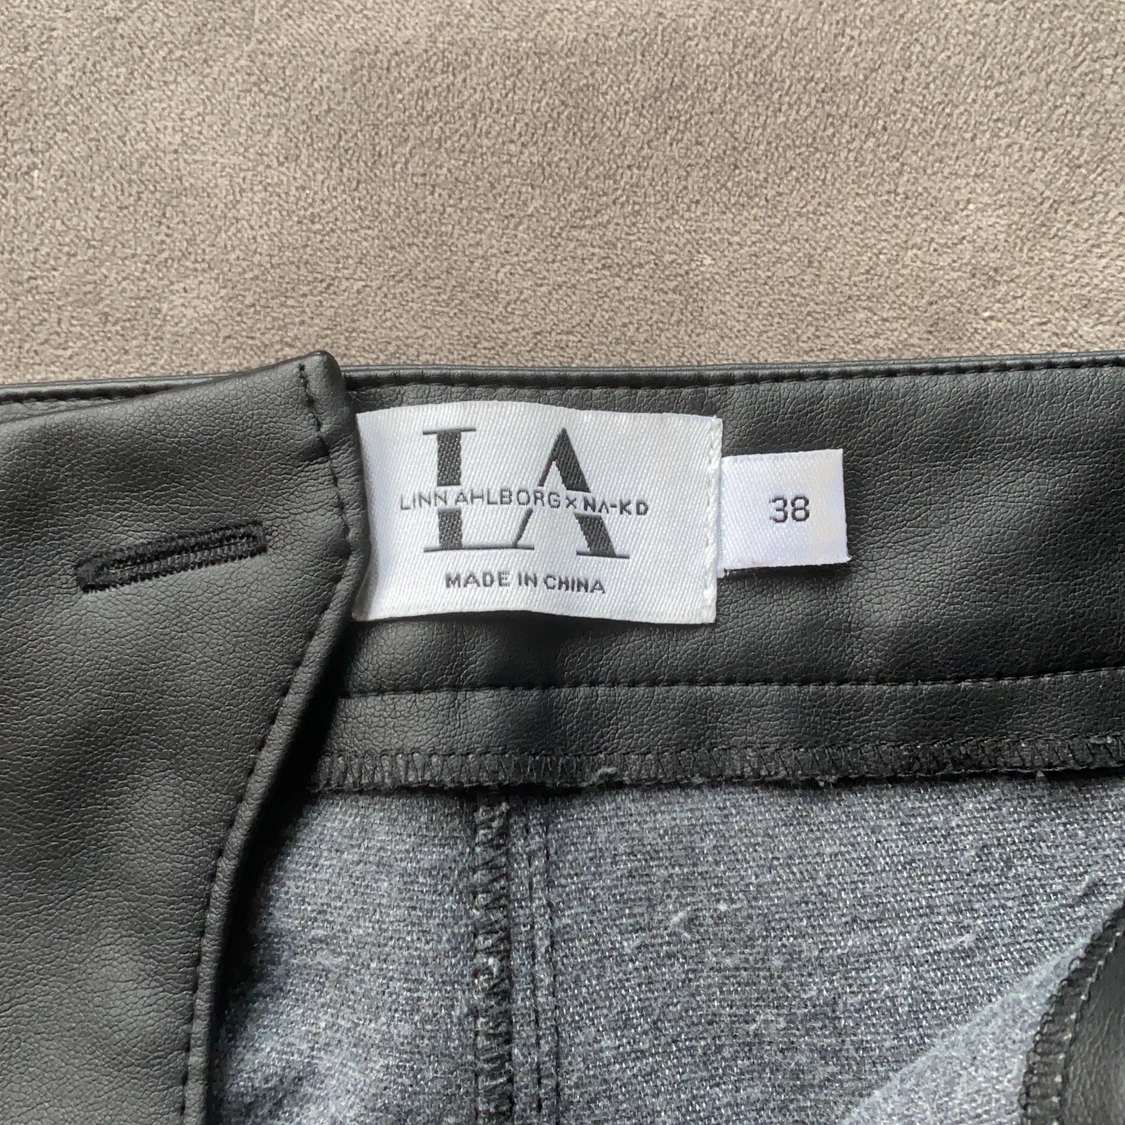 LA
LINN AHLBORG x NA-KD
MADE IN CHINA
38